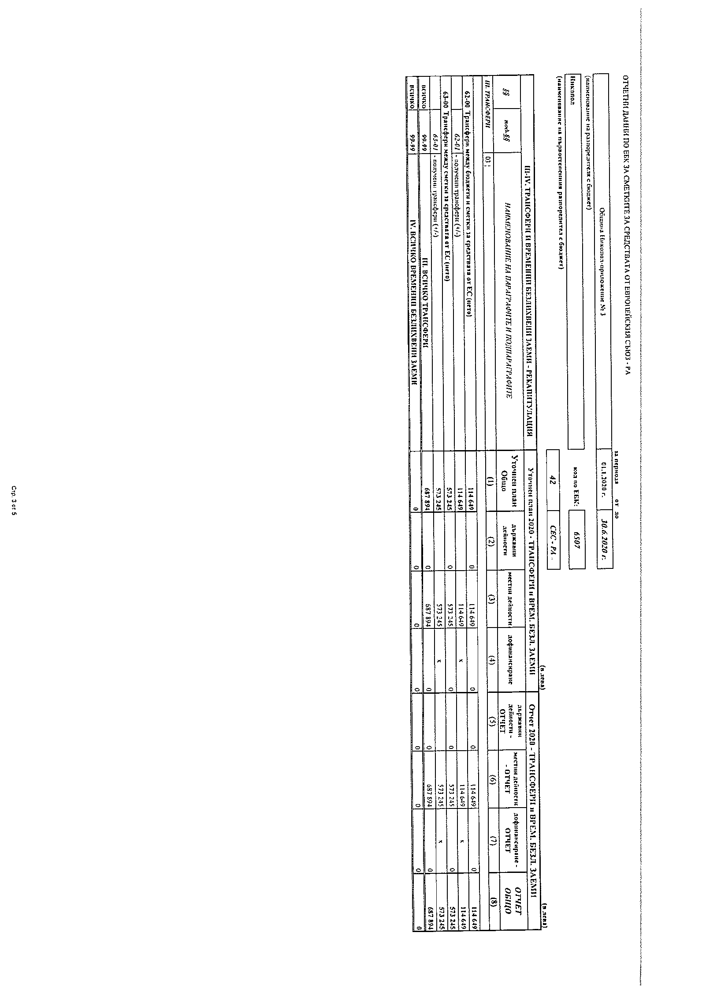 ОТЧЕТНИ ДАННИ ПО ЕБК ЗА СМЕТКИТЕ ЗА СРЕДСТВАТА ОТ ЕВРОПЕЙСКИЯ СЪЮЗ - РА
за периода от до
Община Никопол-приложение № 3 01.1.2020 г. 30.6.2020 г.
(наименование на разпоредителя с бюджет)
Никопол код по ЕБК: 6507
(наименование на първостепенния разпоредител с бюджет)
42 СЕС - РА
(в лева) (в лева)
III-IV. ТРАНСФЕРИ И ВРЕМЕННИ БЕЗЛИХВЕНИ ЗАЕМИ - РЕКАПИТУЛАЦИЯ Уточнен план 2020 - ТРАНСФЕРИ и ВРЕМ. БЕЗЛ. ЗАЕМИ Отчет 2020 - ТРАНСФЕРИ и ВРЕМ. БЕЗЛ. ЗАЕМИ
§§ под-§§ НАИМЕНОВАНИЕ НА ПАРАГРАФИТЕ И ПОДПАРАГРАФИТЕ Уточнен план Общо държавни дейности местни дейности дофинансиране държавни дейности - ОТЧЕТ местни дейности - ОТЧЕТ дофинансиране - ОТЧЕТ ОТЧЕТ ОБЩО
III. ТРАНСФЕРИ 03 (1) (2) (3) (4) (5) (6) (7) (8)
62-00 Трансфери между бюджети и сметки за средствата от ЕС (нето) 114 649 0 114 649 0 0 114 649 0 114 649
62-01 - получени трансфери (+/-) 114 649 114 649 x 114 649 x 114 649
63-00 Трансфери между сметки за средствата от ЕС (нето) 573 245 0 573 245 0 0 573 245 0 573 245
63-01 - получени трансфери (+/-) 573 245 573 245 x 573 245 x 573 245
всичко 99-99 III. ВСИЧКО ТРАНСФЕРИ 687 894 0 687 894 0 0 687 894 0 687 894
всичко 99-99 IV. ВСИЧКО ВРЕМЕННИ БЕЗЛИХВЕНИ ЗАЕМИ 0 0 0 0 0 0 0 0
Стр. 3 от 5